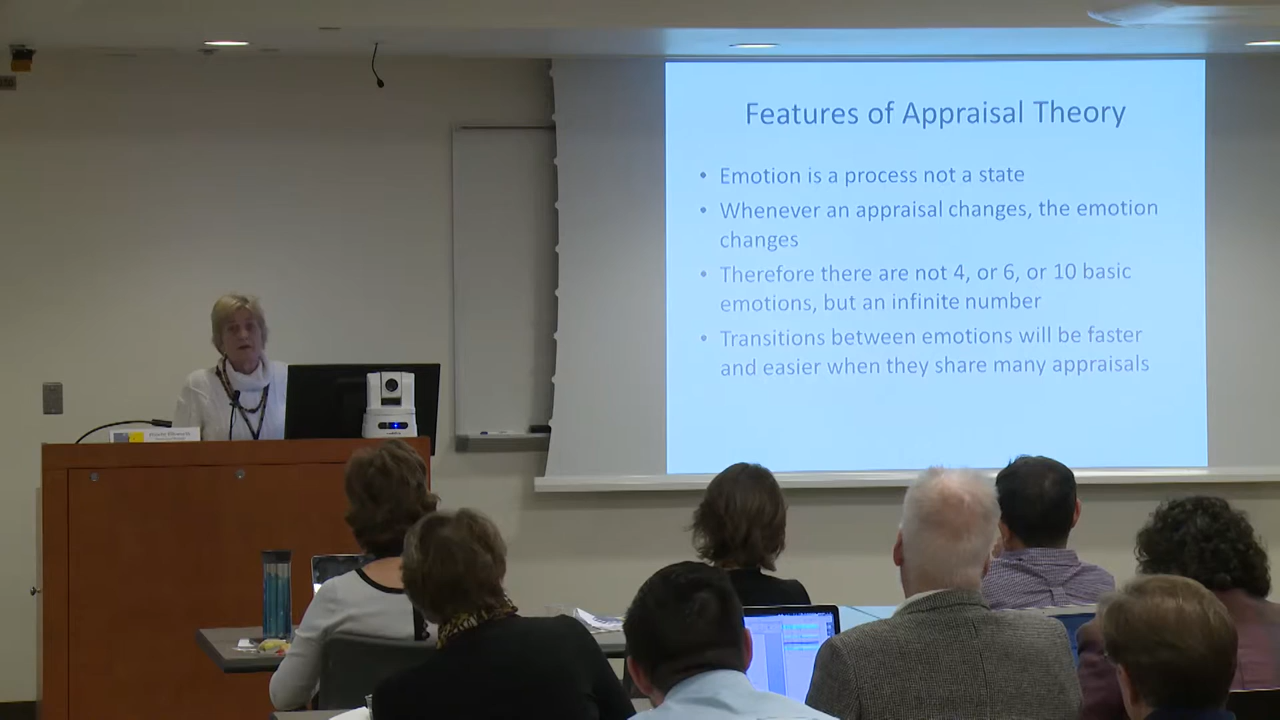 Features of Appraisal Theory
• Emotion is a process not a state
• Whenever an appraisal changes, the emotion
changes
• Therefore there are not 4, or 6, or 10 basic
emotions, but an infinite number
• Transitions between emotions will be faster
and easier when they share many appraisals